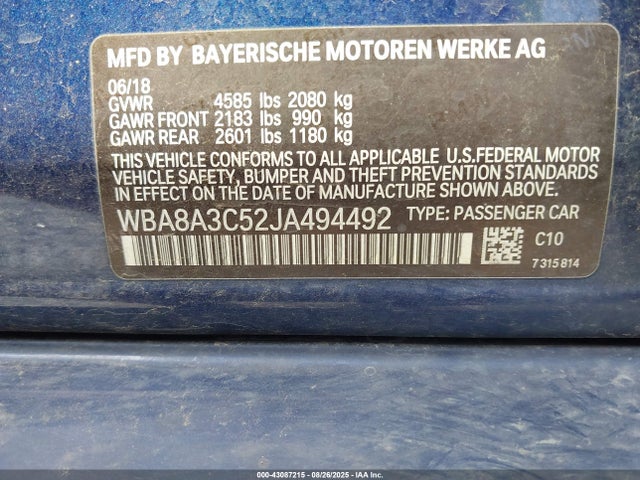 MFD BY BAYERISCHE MOTOREN WERKE AG
06/18
GVWR 4585 lbs 2080 kg
GAWR FRONT 2183 lbs 990 kg
GAWR REAR 2601 lbs 1180 kg
THIS VEHICLE CONFORMS TO ALL APPLICABLE U.S.FEDERAL MOTOR
VEHICLE SAFETY, BUMPER AND THEFT PREVENTION STANDARDS
IN EFFECT ON THE DATE OF MANUFACTURE SHOWN ABOVE.
WBA8A3C52JA494492 TYPE: PASSENGER CAR
C10
7 315 814
000-43087215 - 08/26/2025 - IAA Inc.